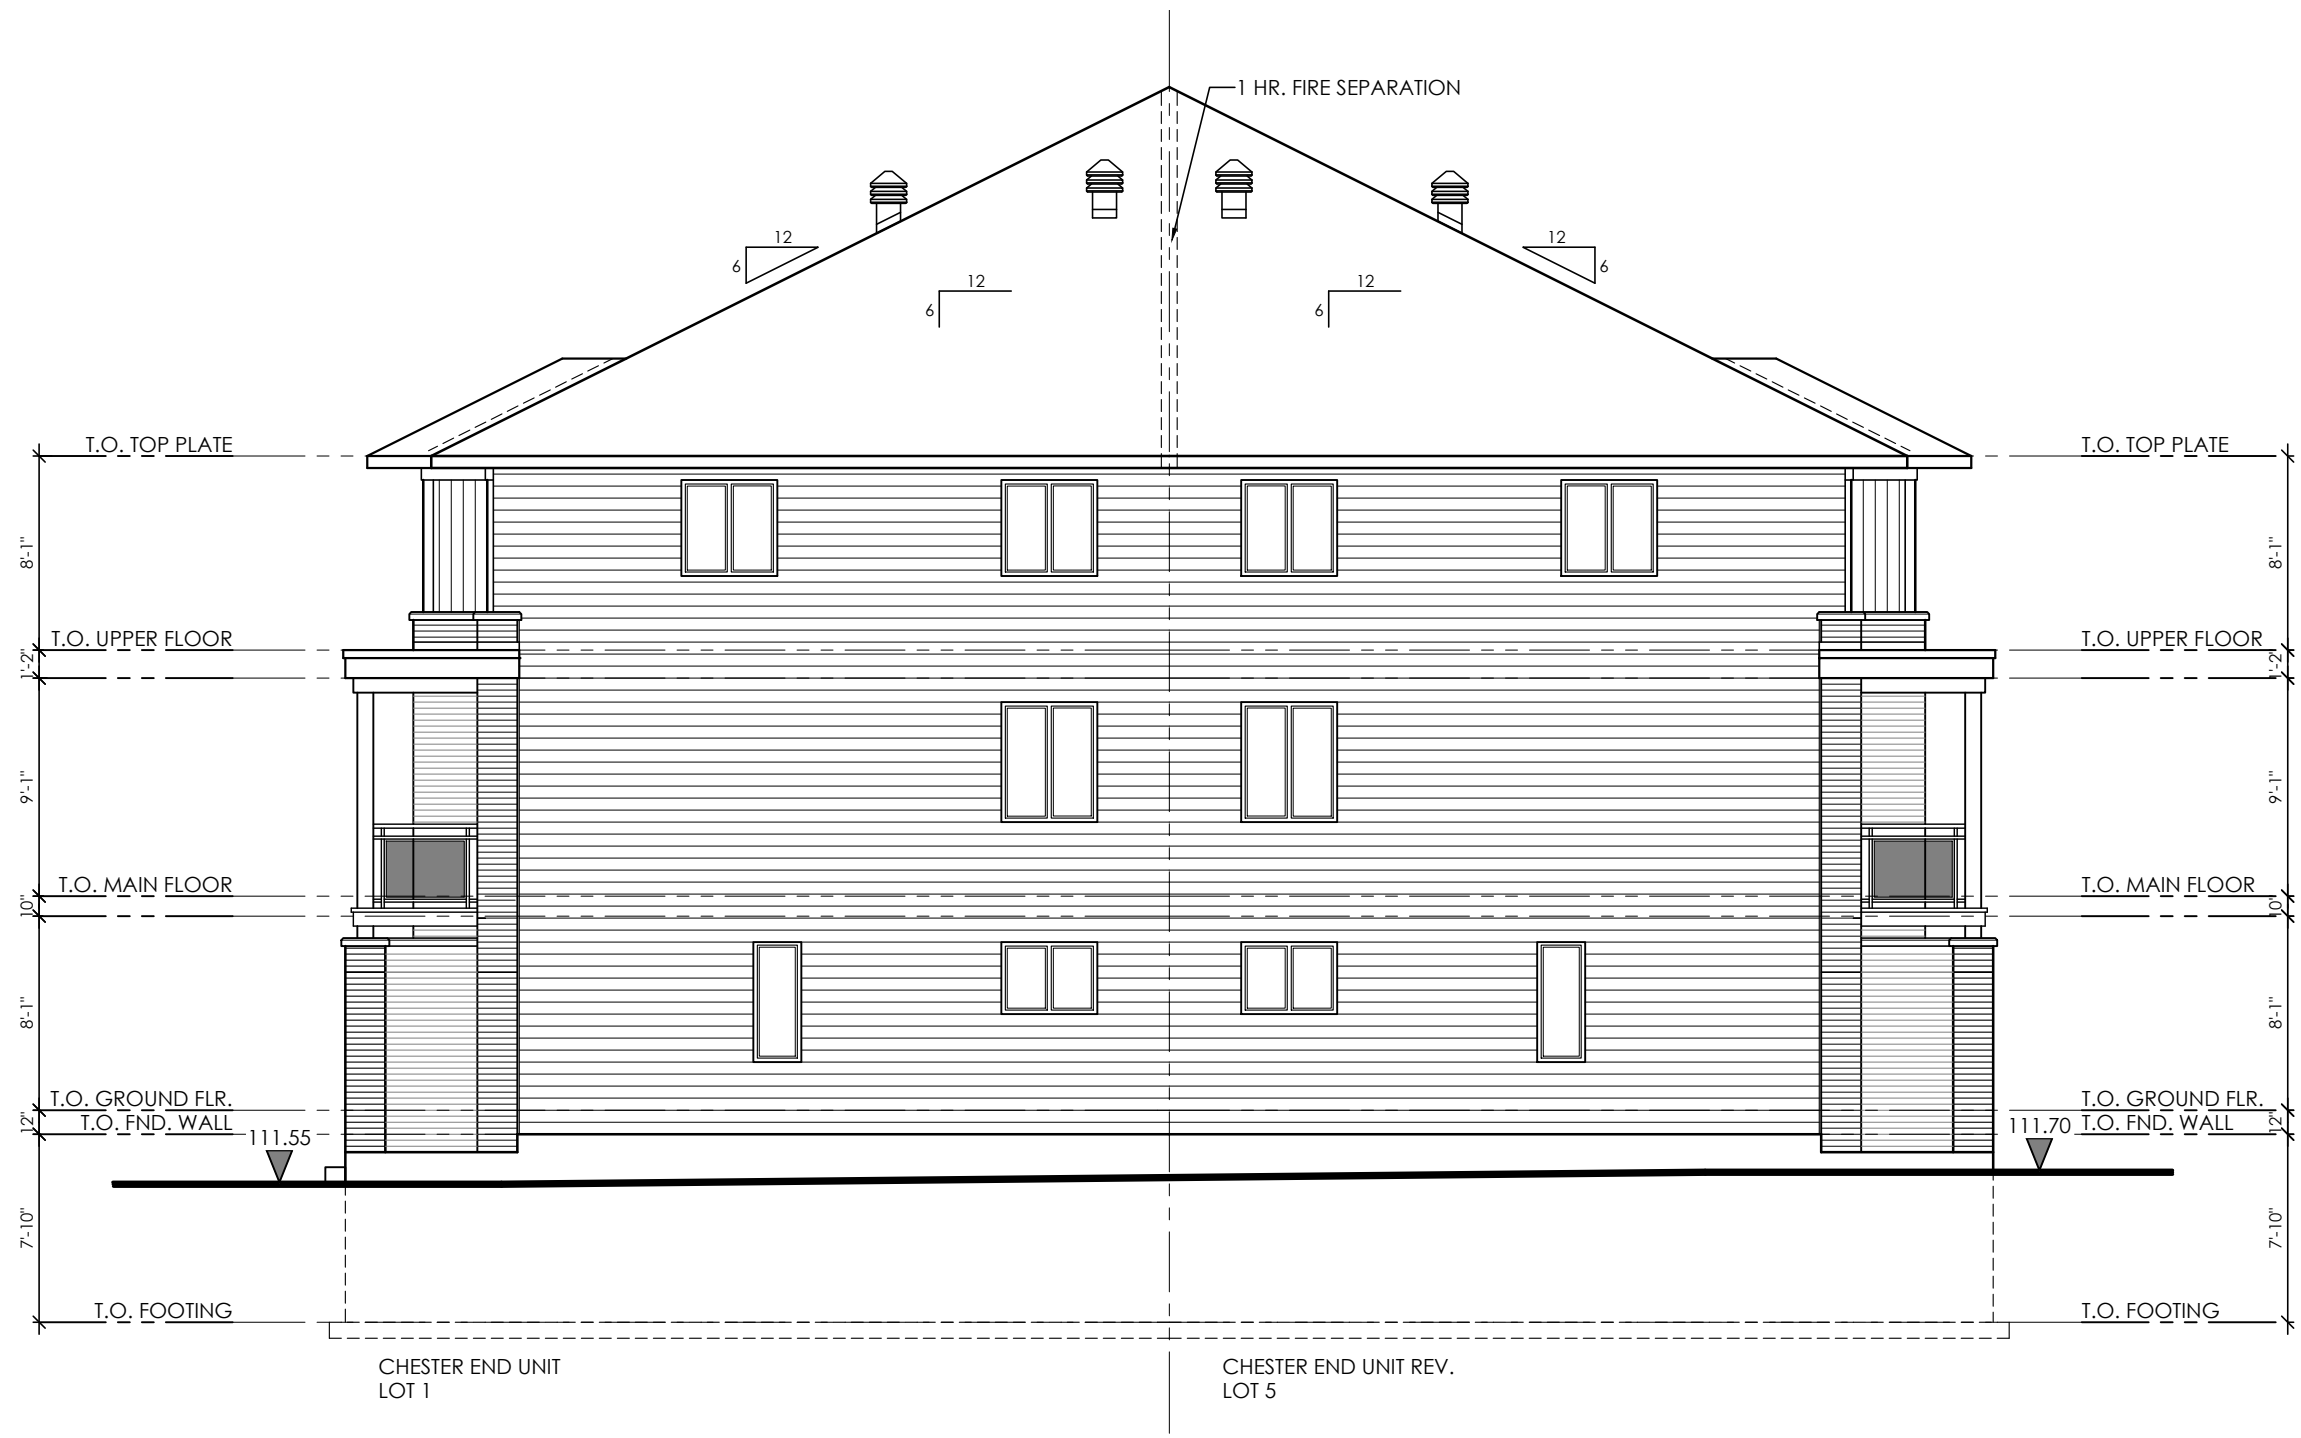 1 HR. FIRE SEPARATION
12
6
12
6
12
6
12
6
T.O. TOP PLATE
T.O. TOP PLATE
8'-1"
8'-1"
T.O. UPPER FLOOR
T.O. UPPER FLOOR
1'-2"
1'-2"
9'-1"
9'-1"
T.O. MAIN FLOOR
T.O. MAIN FLOOR
10"
10"
8'-1"
8'-1"
T.O. GROUND FLR.
T.O. GROUND FLR.
12"
12"
T.O. FND. WALL
T.O. FND. WALL
111.55
111.70
7'-10"
7'-10"
T.O. FOOTING
T.O. FOOTING
CHESTER END UNIT
LOT 1
CHESTER END UNIT REV.
LOT 5